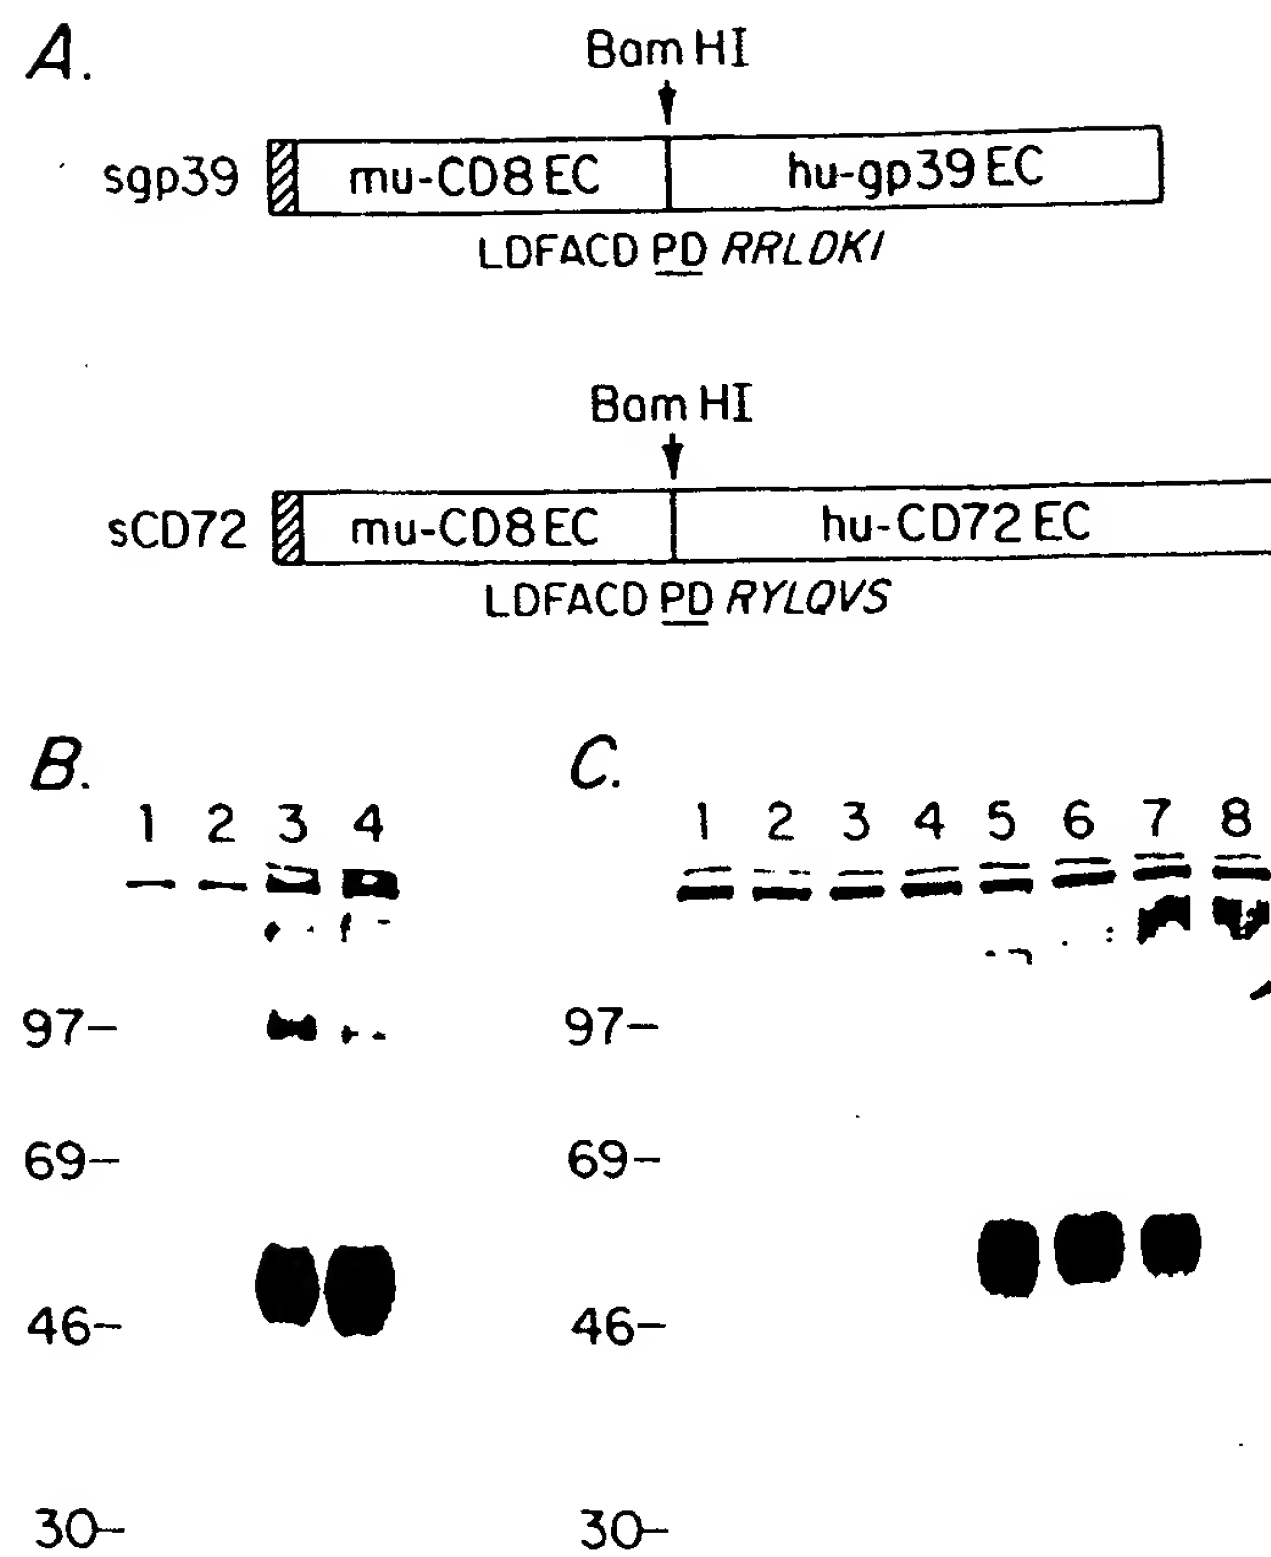 A.
Bam HI
sgp39 mu-CD8 EC hu-gp39 EC
LDFACD PD RRLDKI
Bam HI
sCD72 mu-CD8 EC hu-CD72 EC
LDFACD PD RYLQVS
B.
1 2 3 4
97-
69-
46-
30-
C.
1 2 3 4 5 6 7 8
97-
69-
46-
30-